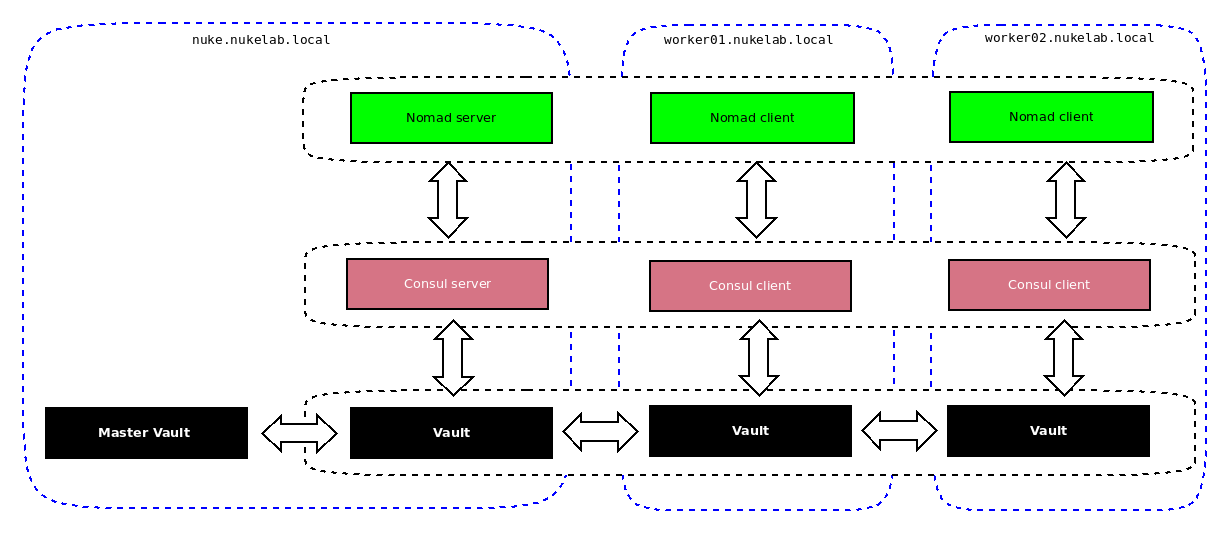 nuke.nukelab.local
worker01.nukelab.local
worker02.nukelab.local
Nomad server
Nomad client
Nomad client
Consul server
Consul client
Consul client
Master Vault
Vault
Vault
Vault